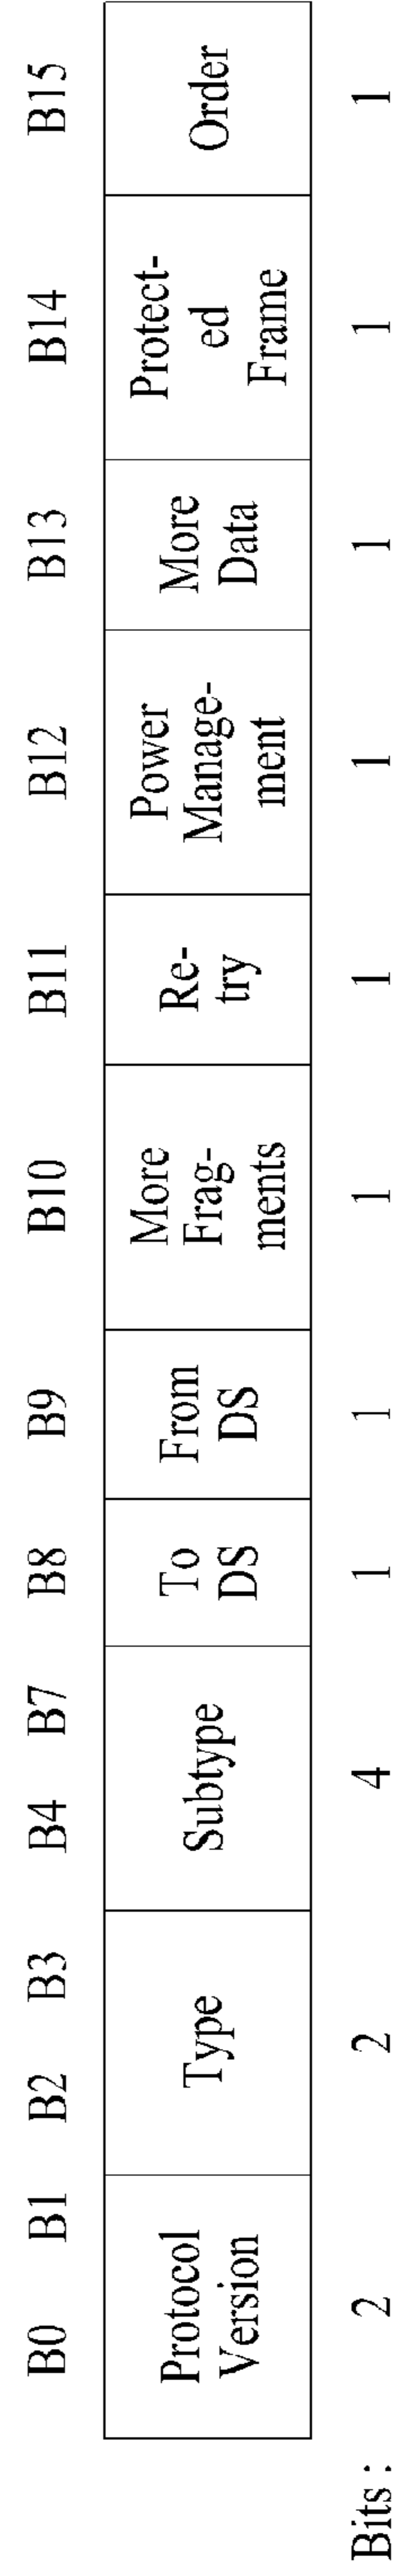 B0 B1 B2 B3 B4 B7 B8 B9 B10 B11 B12 B13 B14 B15
Protocol
Version
Type
Subtype
To
DS
From
DS
More
Frag-
ments
Re-
try
Power
Manage-
ment
More
Data
Protect-
ed
Frame
Order
Bits : 2 2 4 1 1 1 1 1 1 1 1